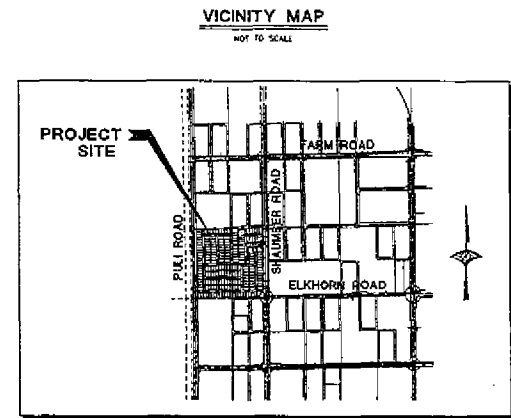 VICINITY MAP
NOT TO SCALE
PROJECT
SITE
FARM ROAD
SHAUMBER ROAD
PULI ROAD
ELKHORN ROAD